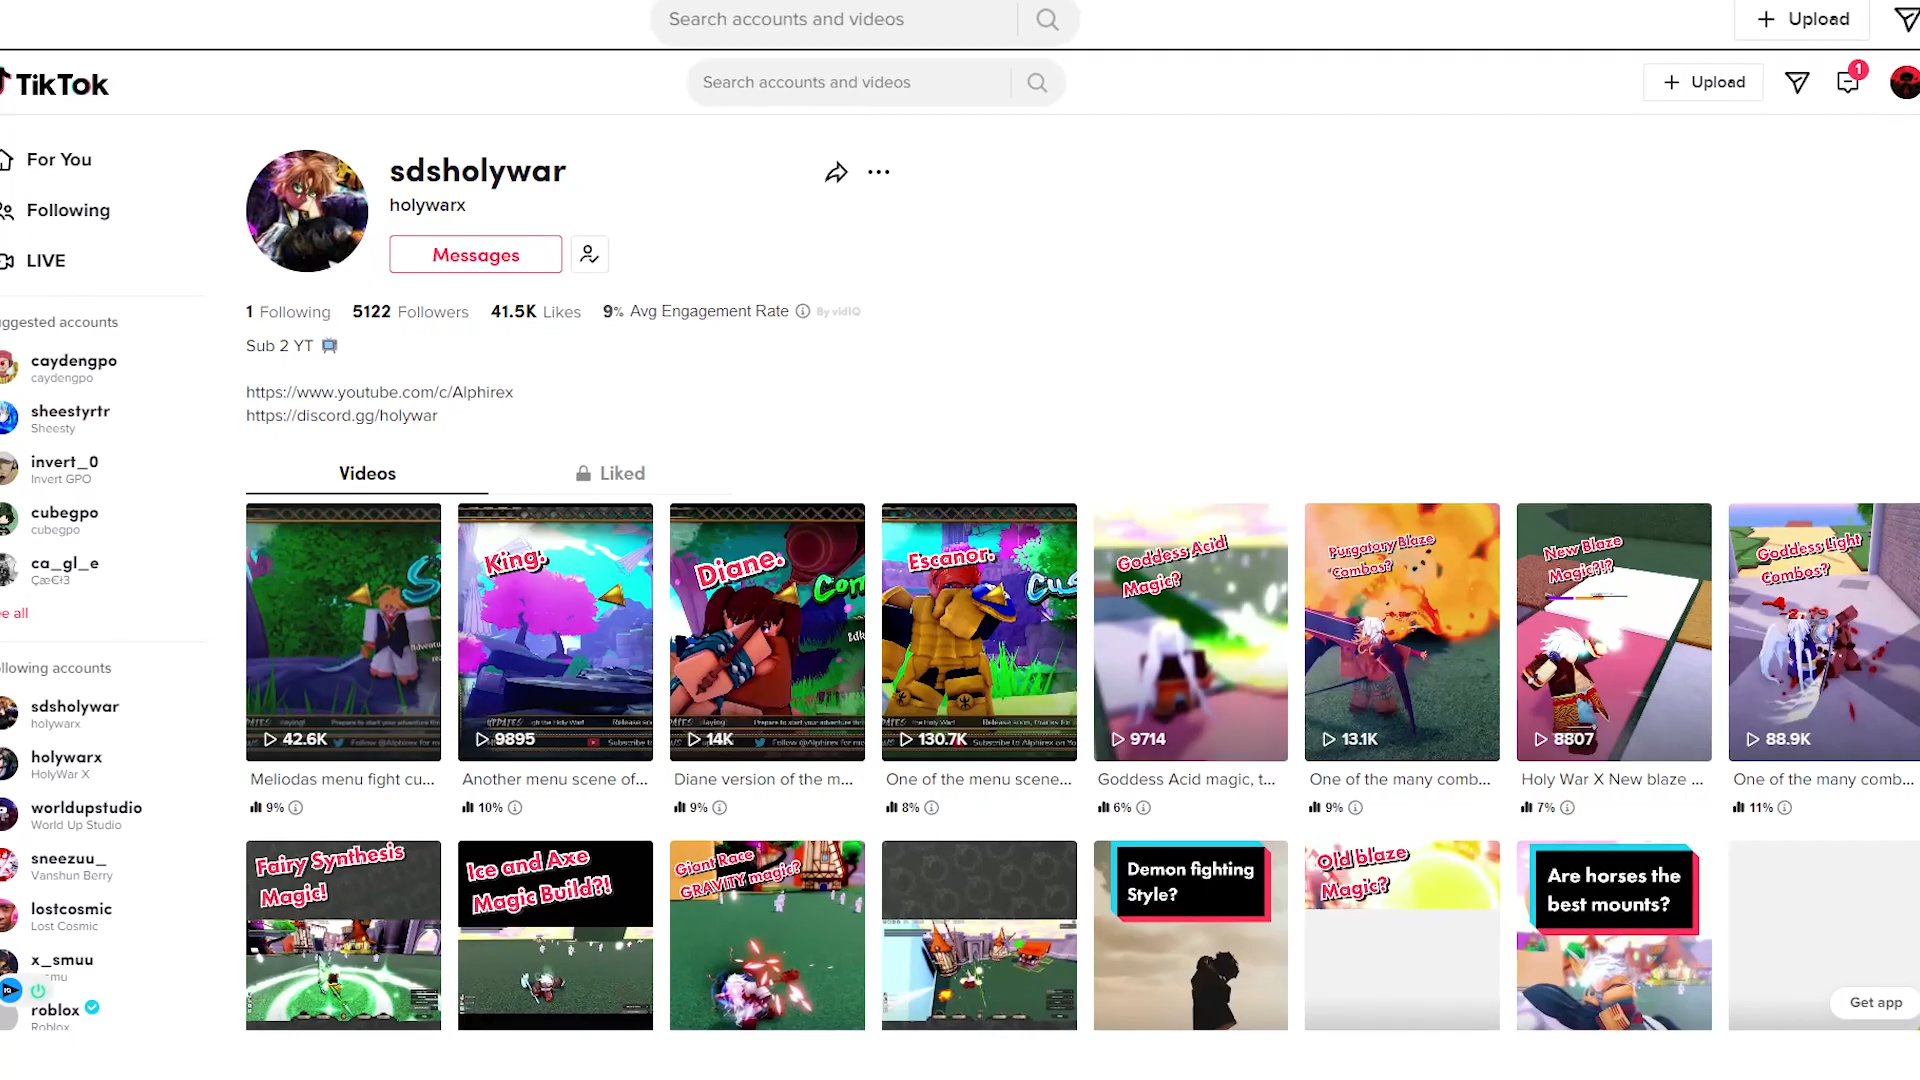 Search accounts and videos
Upload
TikTok
Search accounts and videos
Upload
1
For You
Following
LIVE
ggested accounts
caydengpo
caydengpo
sheestyrtr
Sheesty
invert_0
Invert GPO
cubegpo
cubegpo
ca_gl_e
ÇæЄł3
ee all
llowing accounts
sdsholywar
holywarx
holywarx
HolyWar X
worldupstudio
World Up Studio
sneezuu_
Vanshun Berry
lostcosmic
Lost Cosmic
x_smuu
smu
roblox
Roblox
sdsholywar
holywarx
Messages
1 Following 5122 Followers 41.5K Likes 9% Avg Engagement Rate By vidIQ
Sub 2 YT
https://www.youtube.com/c/Alphirex
https://discord.gg/holywar
Videos
Liked
42.6K
Meliodas menu fight cu...
9%
King.
9895
Another menu scene of...
10%
Diane.
14K
Diane version of the m...
9%
Escanor.
130.7K
One of the menu scene...
8%
Goddess Acid
Magic?
9714
Goddess Acid magic, t...
6%
Purgatory Blaze
Combos?
13.1K
One of the many comb...
9%
New Blaze
Magic?!?
8807
Holy War X New blaze ...
7%
Goddess Light
Combos?
88.9K
One of the many comb...
11%
Fairy Synthesis
Magic!
Ice and Axe
Magic Build?!
Giant Race
GRAVITY magic?
Demon fighting
Style?
Old blaze
Magic?
Are horses the
best mounts?
Get app